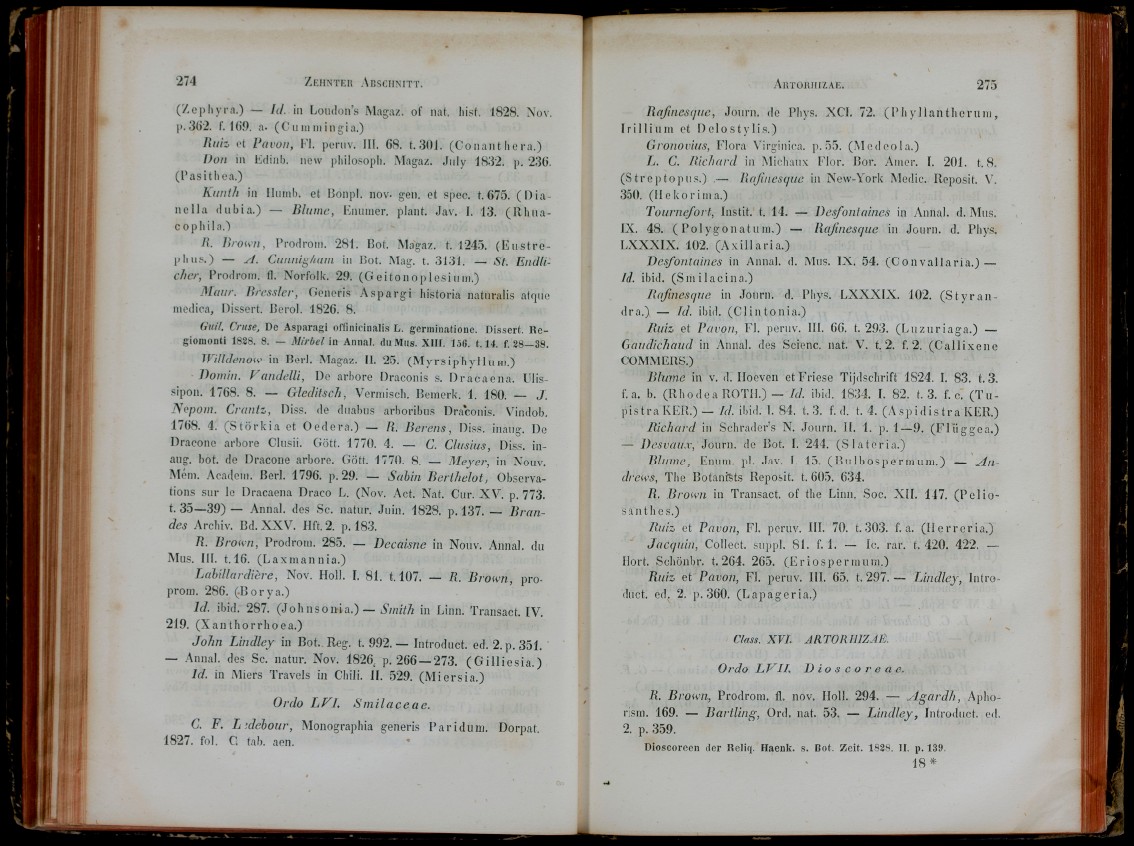 274 ZEHNTER ABSCHNITT.
(Zephyra.) — Id. in Loudon's Magaz. of nat. hist. 1828. Nov.
p. 362. f. 169. a. (Cummingia.)
Ruiz et Pavon, Fl. peruv. III. 68. t. 301. (Conanthera.)
Don in Edinb. new philosoph. Magaz. July 1832. p. 236.
(Pasithea.)
Kunth in Humb. et Bonpl. nov. gen. et spec. t. 675. (Dia-
nella dubia.) — Blume, Enumer. plant. Jav. I. 13. (Rhua-
cophila.)
R. Brown, Prodrom. 281. Bot. Magaz. t. 1245. (Eustre-
phus.) — A. Cunnigham in Bot. Mag. t. 3131. — St. Endli-
cher, Prodrom. fl. Norfolk. 29. (Geitonoplesium.)
Maur. Bressler, Generis Aspargi historia naturalis atque
medica, Dissert. Berol. 1826. 8.
Guil. Cruse, De Asparagi offinicinalis L. germinatione. Dissert. Re-
giomonti 1828. 8. — Mirbel in Annal. du Mus. XIII. 156. t. 14. f. 28—38.
Willdenow in Berl. Magaz. II. 25. (Myrsiphyllum.)
Domin. Vandelli, De arbore Draconis s. Dracaena. Ulis-
sipon. 1768. 8. — Gleditsch, Vermisch. Bemerk. 1. 180. — J.
Nepom. Crantz, Diss. de duabus arboribus Draconis. Vindob.
1768. 4. (Störkia et Oedera.) — R. Berens, Diss. inaug. De
Dracone arbore Clusii. Gött. 1770. 4. — C. Clusius, Diss. in-
aug. bot. de Dracone arbore. Gött. 1770. 8. — Meyer, in Nouv.
Mém. Academ. Berl. 1796. p. 29. — Sabin Berthelot, Observa-
tions sur le Dracaena Draco L. (Nov. Act. Nat. Cur. XV. p. 773.
t. 35—39) — Annal. des Sc. natur. Juin. 1828. p. 137. — Bran-
des Archiv. Bd. XXV. Hft. 2. p. 183.
R. Brown, Prodrom. 285. — Decaisne in Nouv. Annal. du
Mus. III. t. 16. (Laxmannia.)
Labillardière, Nov. Holl. I. 81. t. 107. — R. Brown, pro-
prom. 286. (Borya.)
Id. ibid. 287. (Johnsonia.) — Smith in Linn. Transact. IV.
219. (Xanthorrhoea.)
John Lindley in Bot. Reg. t. 992. — Introduct. ed. 2. p. 351.
— Annal. des Sc. natur. Nov. 1826. p. 266—273. (Gilliesia.)
Id. in Miers Travels in Chili. II. 529. (Miersia.)
Ordo LVI. Smilaceae.
C. F. Ledebour, Monographia generis Paridum. Dorpat.
1827. fol. C. tab. aen.
ARTORHIZAE. 275
Rafinesque, Journ. de Phys. XCI. 72. (Phyllantherum,
Irillium et Delostylis.)
Gronovius, Flora Virginica. p. 55. (Medeola.)
L. C. Richard in Michaux Flor. Bor. Amer. I. 201. t. 8.
(Streptopus.) — Rafinesque in New-York Medic. Reposit. V.
350. (Hekorima.)
Tournefort, Instit. t. 14. — Desfontaines in Annal. d. Mus.
IX. 48. (Polygonatum.) — Rafinesque in Journ. d. Phys.
LXXXIX. 102. (Axillaria.)
Desfontaines in Annal. d. Mus. IX. 54. (Convallaria.) —
Id. ibid. (Smilacina.)
Rafinesque in Journ. d. Phys. LXXXIX. 102. (Styran-
dra.) — Id. ibid. (Clintonia.)
Ruiz et Pavon, Fl. peruv. III. 66. t. 293. (Luzuriaga.) —
Gaudichaud in Annal. des Scienc. nat. V. t. 2. f. 2. (Callixene
COMMERS.)
Blume in v. d. Hoeven et Friese Tijdschrift 1824. I. 83. t. 3.
f. a. b. (Rhodea ROTH.) — Id. ibid. 1834. I. 82. t. 3. f. c. (Tu-
pistra KER.) — Id. ibid. I. 84. t. 3. f. d. t. 4. (Aspidistra KER.)
Richard in Schrader's N. Journ. II. 1. p. 1—9. (Flüggea.)
— Desvaux, Journ. de Bot. I. 244. (Slateria.)
Blume, Enum. pl. Jav. I 15. (Bulbospermum.) — An-
drews, The Botanists Reposit. t. 605. 634.
R. Brown in Transact. of the Linn. Soc. XII. 147. (Pelio-
santhes.)
Ruiz et Pavon, Fl. peruv. III. 70. t. 303. f. a. (Herreria.)
Jacquin, Collect. suppl. 81. f. 1. — Ic. rar. t. 420. 422. —
Hort. Schönbr. t. 264. 265. (Eriospermum.)
Ruiz et Pavon, Fl. peruv. III. 65. t. 297. — Lindley, Intro-
duct. ed. 2. p. 360. (Lapageria.)
Class. XVI. ARTORHIZAE.
Ordo LVII. Dioscoreae.
R. Brown, Prodrom. fl. nov. Holl. 294. — Agardh, Apho-
rism. 169. — Bartling, Ord. nat. 53. — Lindley, Introduct. ed.
2. p. 359.
Dioscoreen der Reliq. Haenk. s. Bot. Zeit. 1828. II. p. 139.
18 *